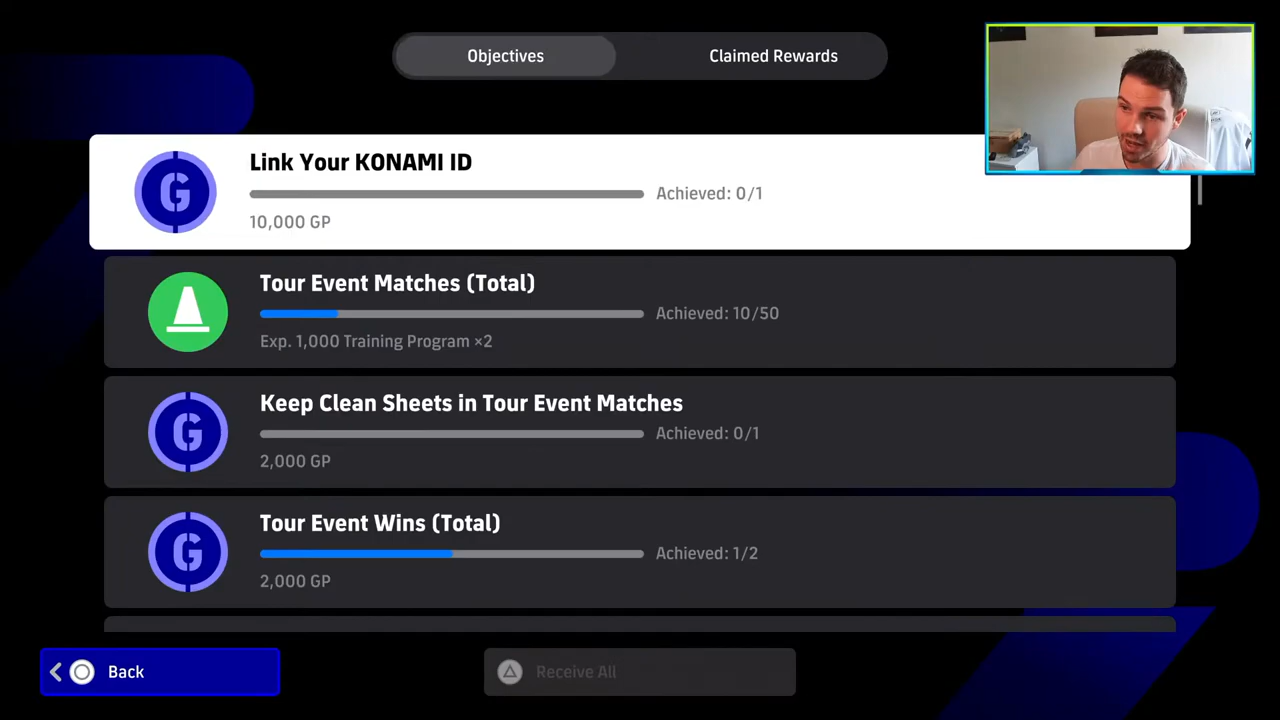 Objectives
Claimed Rewards
Link Your KONAMI ID
Achieved: 0/1
10,000 GP
Tour Event Matches (Total)
Achieved: 10/50
Exp. 1,000 Training Program ×2
Keep Clean Sheets in Tour Event Matches
Achieved: 0/1
2,000 GP
Tour Event Wins (Total)
Achieved: 1/2
2,000 GP
Back
Receive All